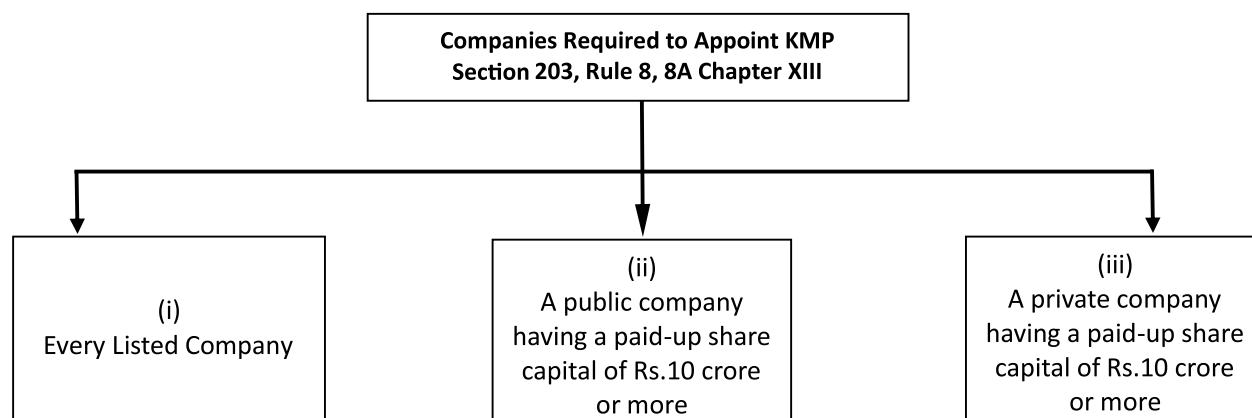 Companies Required to Appoint KMP
Section 203, Rule 8, 8A Chapter XIII
(i)
Every Listed Company
(ii)
A public company
having a paid-up share
capital of Rs.10 crore
or more
(iii)
A private company
having a paid-up share
capital of Rs.10 crore
or more